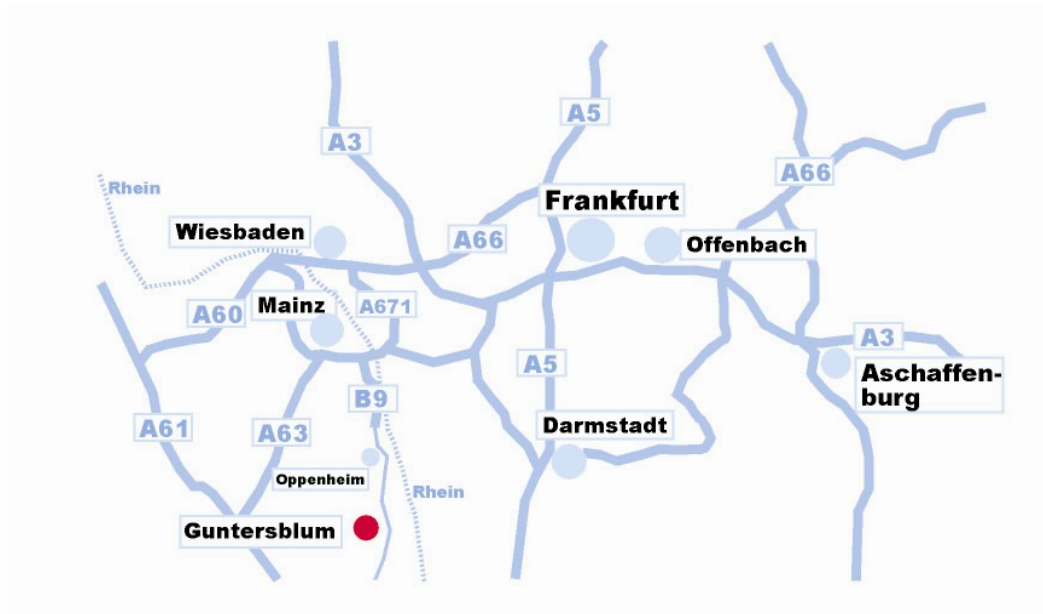 A5
A3
A66
Rhein
Frankfurt
Wiesbaden
A66
Offenbach
Mainz
A671
A60
A3
A5
Aschaffen-
burg
B9
A61
A63
Darmstadt
Oppenheim
Rhein
Guntersblum